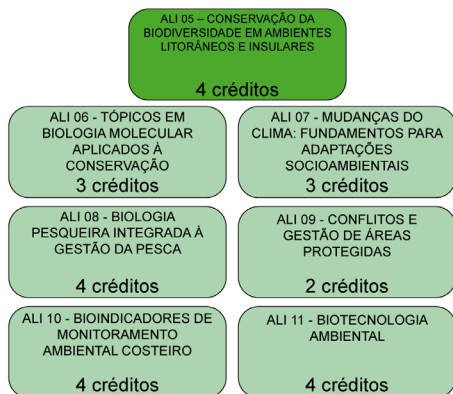 ALI 05 – CONSERVAÇÃO DA
BIODIVERSIDADE EM AMBIENTES
LITORÂNEOS E INSULARES
4 créditos
ALI 06 - TÓPICOS EM
BIOLOGIA MOLECULAR
APLICADOS À
CONSERVAÇÃO
3 créditos
ALI 07 - MUDANÇAS DO
CLIMA: FUNDAMENTOS PARA
ADAPTAÇÕES
SOCIOAMBIENTAIS
3 créditos
ALI 08 - BIOLOGIA
PESQUEIRA INTEGRADA À
GESTÃO DA PESCA
4 créditos
ALI 09 - CONFLITOS E
GESTÃO DE ÁREAS
PROTEGIDAS
2 créditos
ALI 10 - BIOINDICADORES DE
MONITORAMENTO
AMBIENTAL COSTEIRO
4 créditos
ALI 11 - BIOTECNOLOGIA
AMBIENTAL
4 créditos